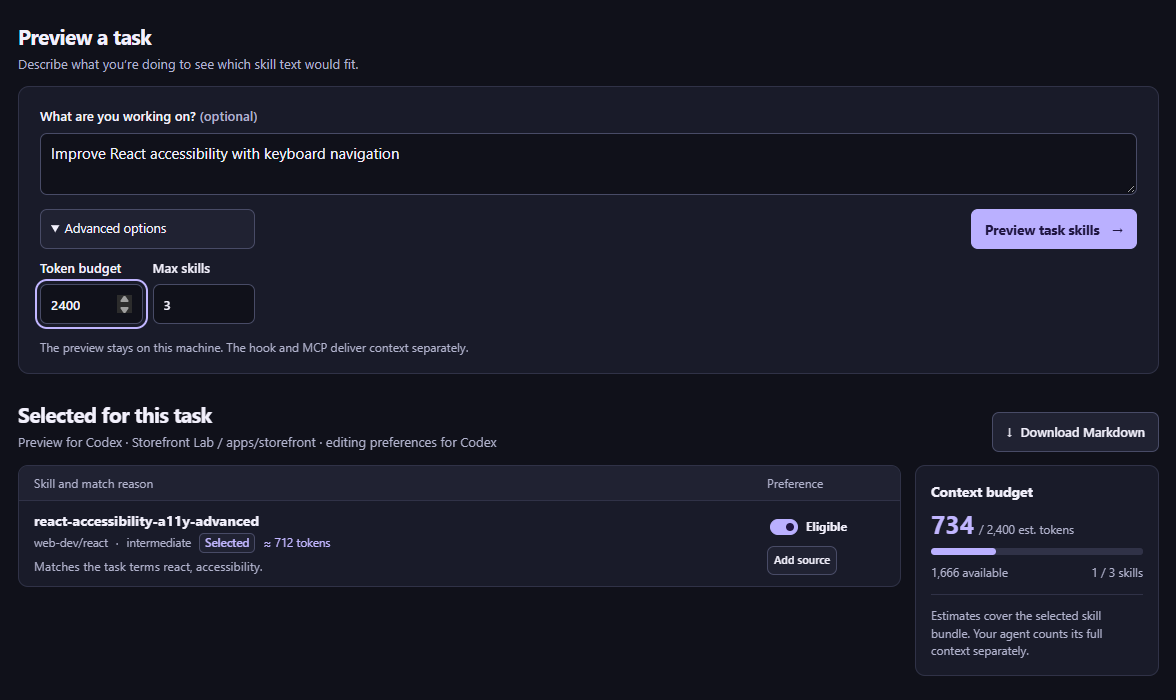 Preview a task
Describe what you're doing to see which skill text would fit.
What are you working on? (optional)
Improve React accessibility with keyboard navigation
▼ Advanced options
Preview task skills →
Token budget
Max skills
2400
3
The preview stays on this machine. The hook and MCP deliver context separately.
Selected for this task
Preview for Codex · Storefront Lab / apps/storefront · editing preferences for Codex
↓ Download Markdown
Skill and match reason
Preference
react-accessibility-a11y-advanced
web-dev/react · intermediate Selected ≈ 712 tokens
Matches the task terms react, accessibility.
Eligible
Add source
Context budget
734 / 2,400 est. tokens
1,666 available
1 / 3 skills
Estimates cover the selected skill
bundle. Your agent counts its full
context separately.